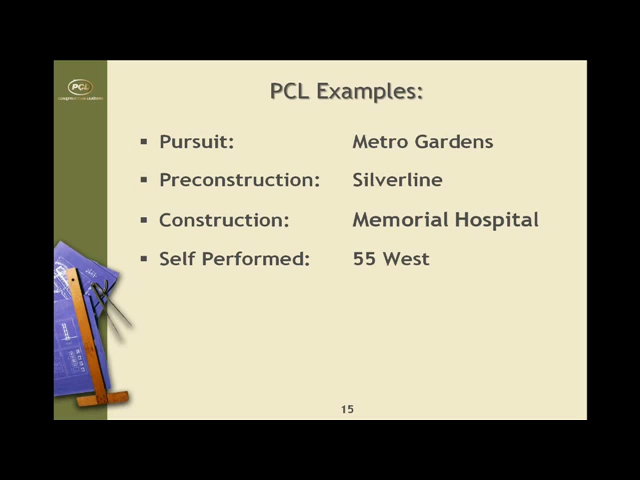 PCL
PCL Examples:
▪ Pursuit: Metro Gardens
▪ Preconstruction: Silverline
▪ Construction: Memorial Hospital
▪ Self Performed: 55 West
15